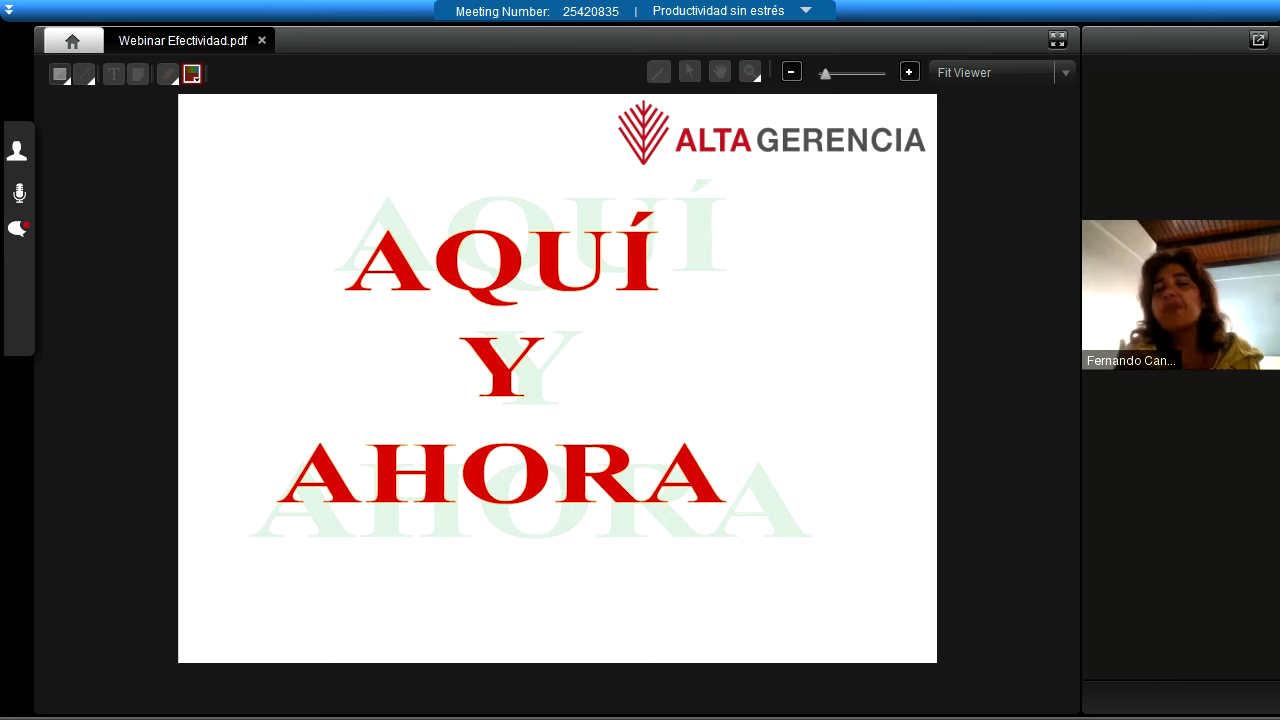 Meeting Number: 25420835 | Productividad sin estrés
Webinar Efectividad.pdf
T
Fit Viewer
ALTA GERENCIA
AQUÍ
Y
AHORA
Fernando Can...